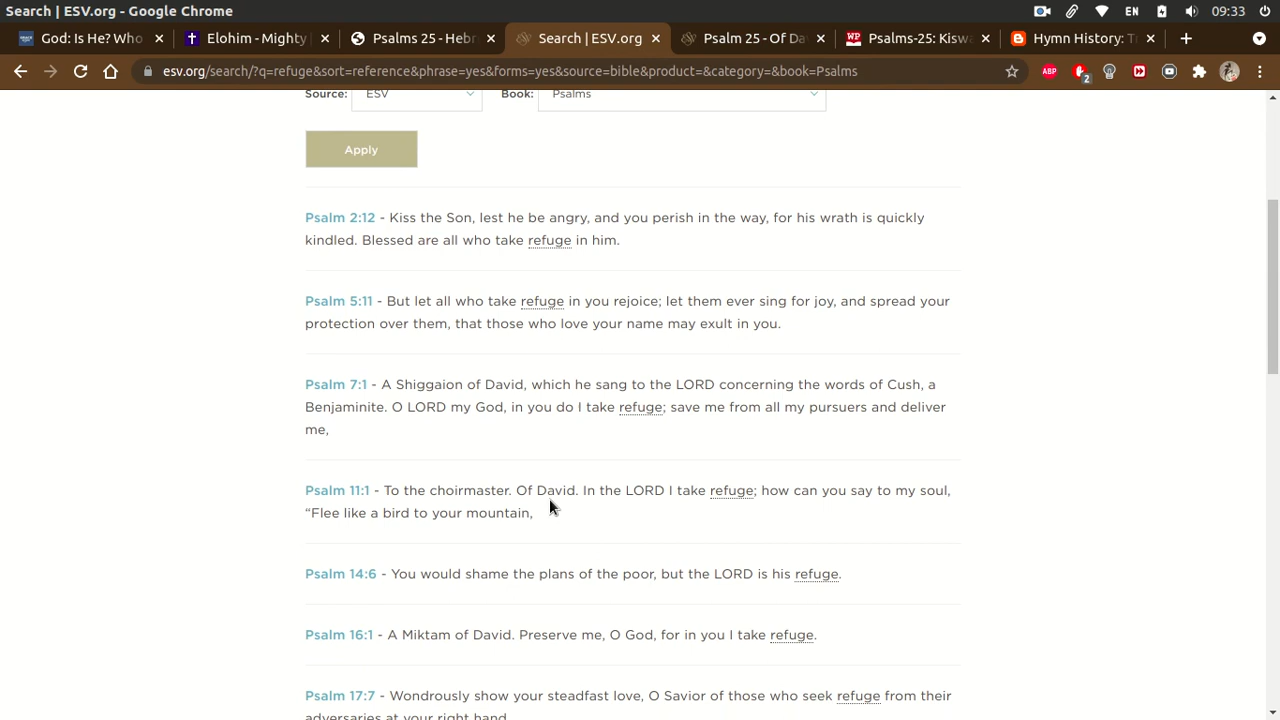 Search | ESV.org - Google Chrome
EN
09:33
God: Is He? Who
Elohim - Mighty
Psalms 25 - Hebr
Search | ESV.org
Psalm 25 - Of Da
Psalms-25: Kisw
Hymn History: T
esv.org/search/?q=refuge&sort=reference&phrase=yes&forms=yes&source=bible&product=&category=&book=Psalms
ABP
2
Source: ESV Book: Psalms
Apply
Psalm 2:12 - Kiss the Son, lest he be angry, and you perish in the way, for his wrath is quickly
kindled. Blessed are all who take refuge in him.
Psalm 5:11 - But let all who take refuge in you rejoice; let them ever sing for joy, and spread your
protection over them, that those who love your name may exult in you.
Psalm 7:1 - A Shiggaion of David, which he sang to the LORD concerning the words of Cush, a
Benjaminite. O LORD my God, in you do I take refuge; save me from all my pursuers and deliver
me,
Psalm 11:1 - To the choirmaster. Of David. In the LORD I take refuge; how can you say to my soul,
“Flee like a bird to your mountain,
Psalm 14:6 - You would shame the plans of the poor, but the LORD is his refuge.
Psalm 16:1 - A Miktam of David. Preserve me, O God, for in you I take refuge.
Psalm 17:7 - Wondrously show your steadfast love, O Savior of those who seek refuge from their
adversaries at your right hand.